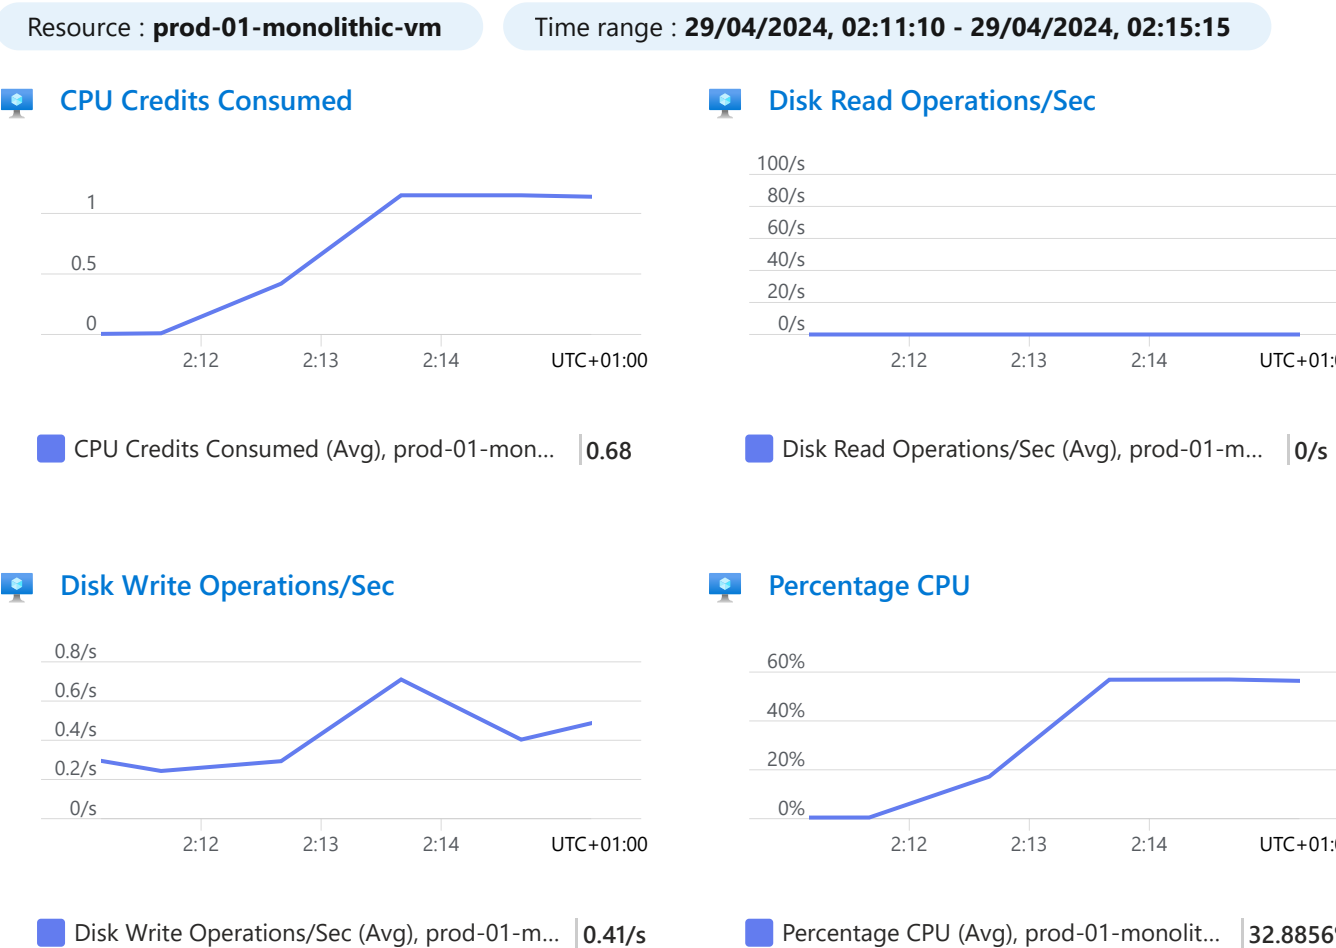 Resource : prod-01-monolithic-vm
Time range : 29/04/2024, 02:11:10 - 29/04/2024, 02:15:15
CPU Credits Consumed
1
0.5
0
2:12 2:13 2:14 UTC+01:00
CPU Credits Consumed (Avg), prod-01-mon... 0.68
Disk Read Operations/Sec
100/s
80/s
60/s
40/s
20/s
0/s
2:12 2:13 2:14 UTC+01:
Disk Read Operations/Sec (Avg), prod-01-m... 0/s
Disk Write Operations/Sec
0.8/s
0.6/s
0.4/s
0.2/s
0/s
2:12 2:13 2:14 UTC+01:00
Disk Write Operations/Sec (Avg), prod-01-m... 0.41/s
Percentage CPU
60%
40%
20%
0%
2:12 2:13 2:14 UTC+01:
Percentage CPU (Avg), prod-01-monolit... 32.8856